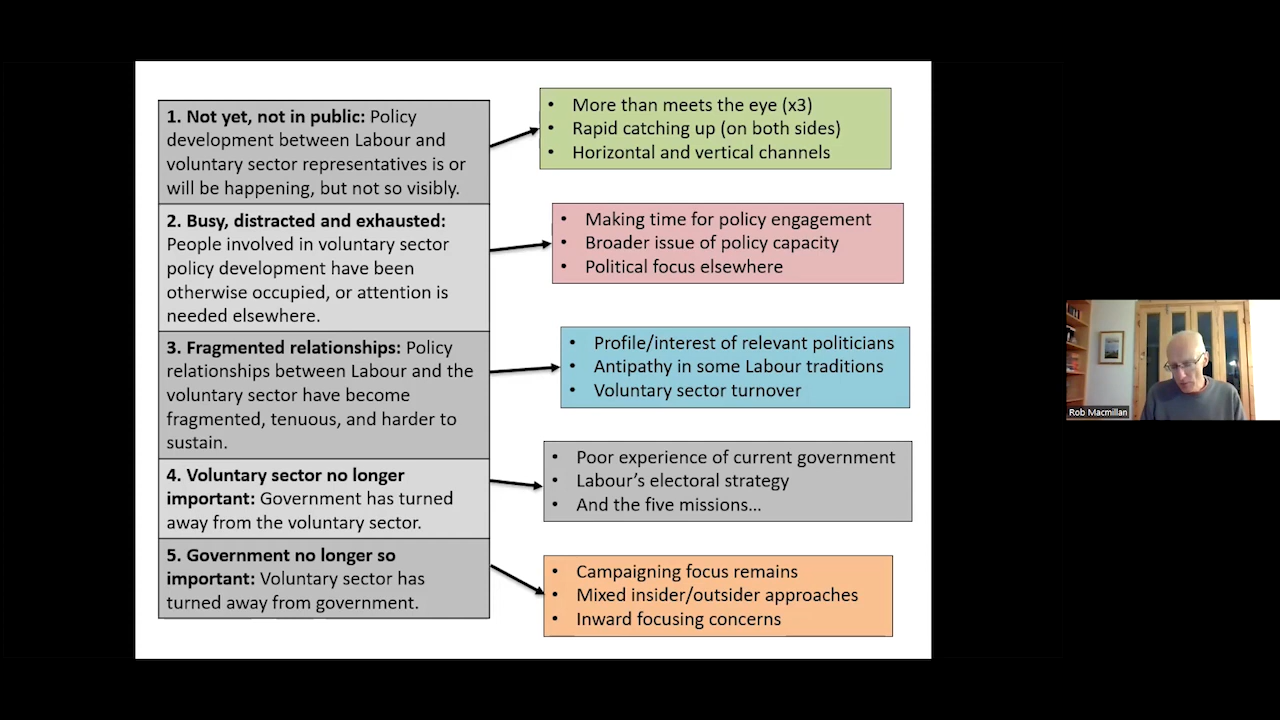 1. Not yet, not in public: Policy
development between Labour and
voluntary sector representatives is or
will be happening, but not so visibly.
• More than meets the eye (x3)
• Rapid catching up (on both sides)
• Horizontal and vertical channels
2. Busy, distracted and exhausted:
People involved in voluntary sector
policy development have been
otherwise occupied, or attention is
needed elsewhere.
• Making time for policy engagement
• Broader issue of policy capacity
• Political focus elsewhere
3. Fragmented relationships: Policy
relationships between Labour and the
voluntary sector have become
fragmented, tenuous, and harder to
sustain.
• Profile/interest of relevant politicians
• Antipathy in some Labour traditions
• Voluntary sector turnover
4. Voluntary sector no longer
important: Government has turned
away from the voluntary sector.
• Poor experience of current government
• Labour’s electoral strategy
• And the five missions…
5. Government no longer so
important: Voluntary sector has
turned away from government.
• Campaigning focus remains
• Mixed insider/outsider approaches
• Inward focusing concerns
Rob Macmillan